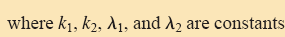 where k₁, k₂, λ₁, and λ₂ are constants